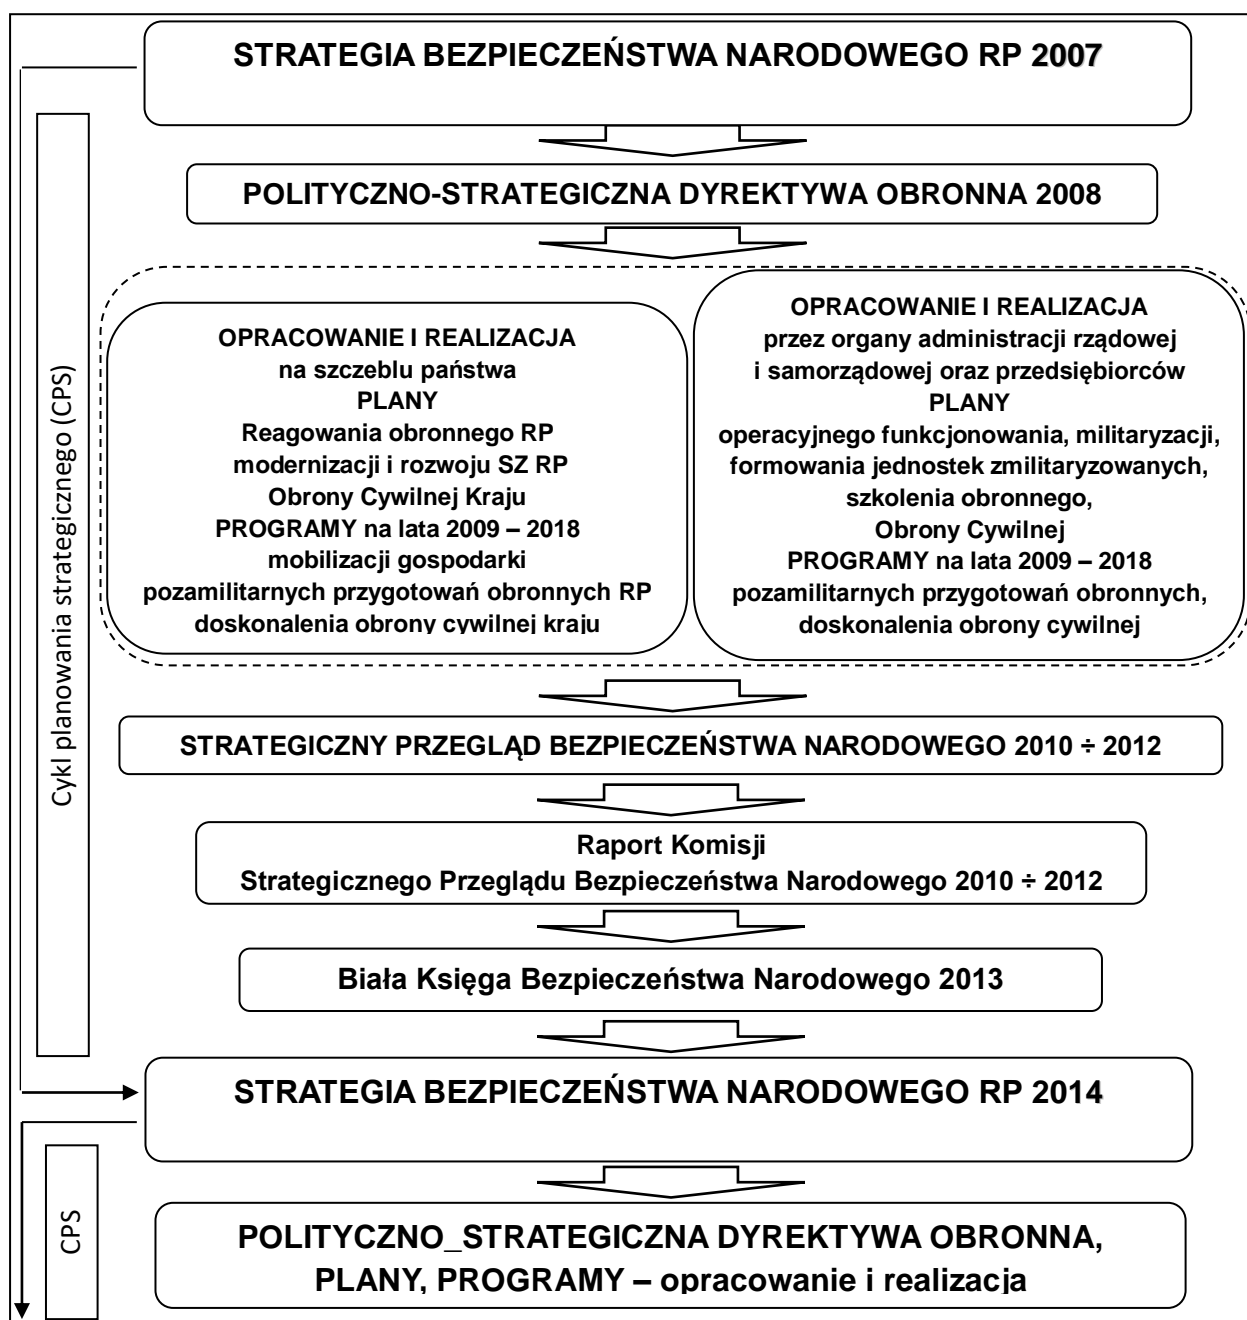 STRATEGIA BEZPIECZEŃSTWA NARODOWEGO RP 2007
Cykl planowania strategicznego (CPS)
POLITYCZNO-STRATEGICZNA DYREKTYWA OBRONNA 2008
OPRACOWANIE I REALIZACJA
na szczeblu państwa
PLANY
Reagowania obronnego RP
modernizacji i rozwoju SZ RP
Obrony Cywilnej Kraju
PROGRAMY na lata 2009 – 2018
mobilizacji gospodarki
pozamilitarnych przygotowań obronnych RP
doskonalenia obrony cywilnej kraju
OPRACOWANIE I REALIZACJA
przez organy administracji rządowej
i samorządowej oraz przedsiębiorców
PLANY
operacyjnego funkcjonowania, militaryzacji,
formowania jednostek zmilitaryzowanych,
szkolenia obronnego,
Obrony Cywilnej
PROGRAMY na lata 2009 – 2018
pozamilitarnych przygotowań obronnych,
doskonalenia obrony cywilnej
STRATEGICZNY PRZEGLĄD BEZPIECZEŃSTWA NARODOWEGO 2010 ÷ 2012
Raport Komisji
Strategicznego Przeglądu Bezpieczeństwa Narodowego 2010 ÷ 2012
Biała Księga Bezpieczeństwa Narodowego 2013
STRATEGIA BEZPIECZEŃSTWA NARODOWEGO RP 2014
CPS
POLITYCZNO_STRATEGICZNA DYREKTYWA OBRONNA,
PLANY, PROGRAMY – opracowanie i realizacja